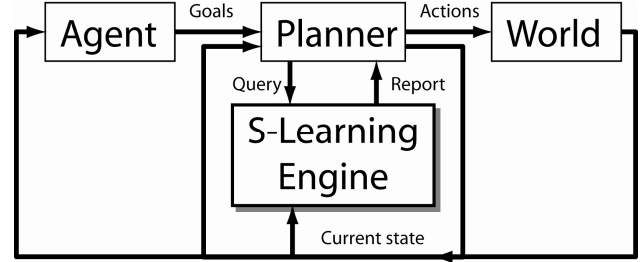 Agent
Goals
Planner
Actions
World
Query
Report
S-Learning
Engine
Current state